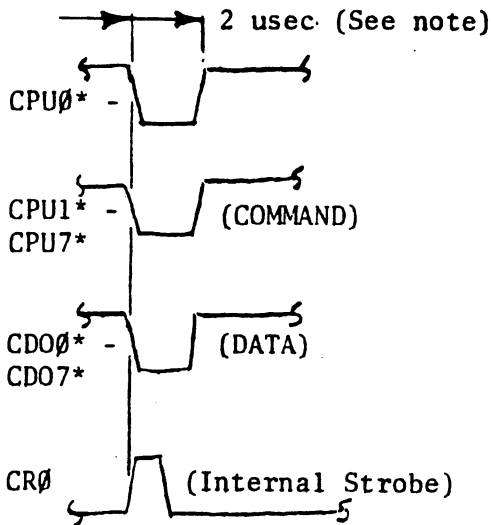 2 usec (See note)
CPUØ* -
CPU1* - (COMMAND)
CPU7*
CDOØ* - (DATA)
CDO7*
CRØ (Internal Strobe)